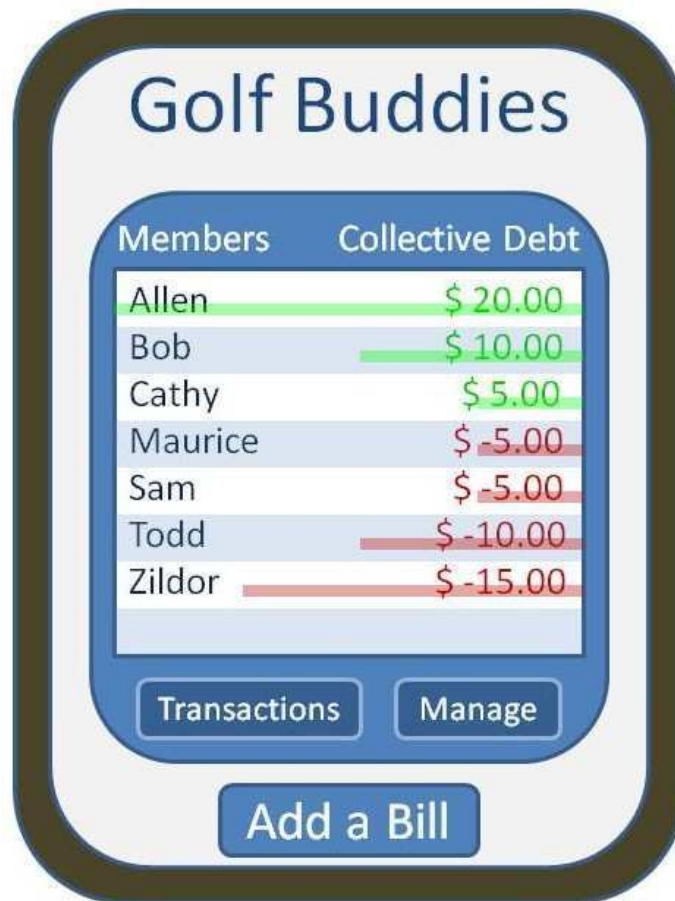 Golf Buddies
Members Collective Debt
Allen $ 20.00
Bob $ 10.00
Cathy $ 5.00
Maurice $ -5.00
Sam $ -5.00
Todd $ -10.00
Zildor $ -15.00
Transactions Manage
Add a Bill